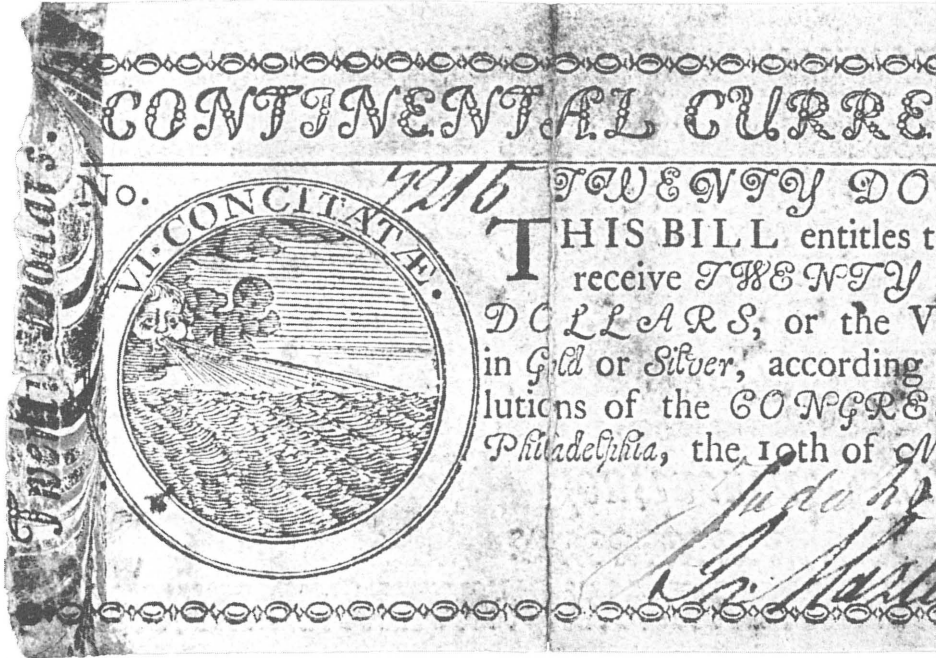 CONTINENTAL CURRE
No.
TWENTY DO
THIS BILL entitles t
receive TWENTY
DOLLARS, or the V
in Gold or Silver, according
lutions of the CONGRE
Philadelphia, the 10th of M
VI·CONCITATÆ.
Twenty Dollars.